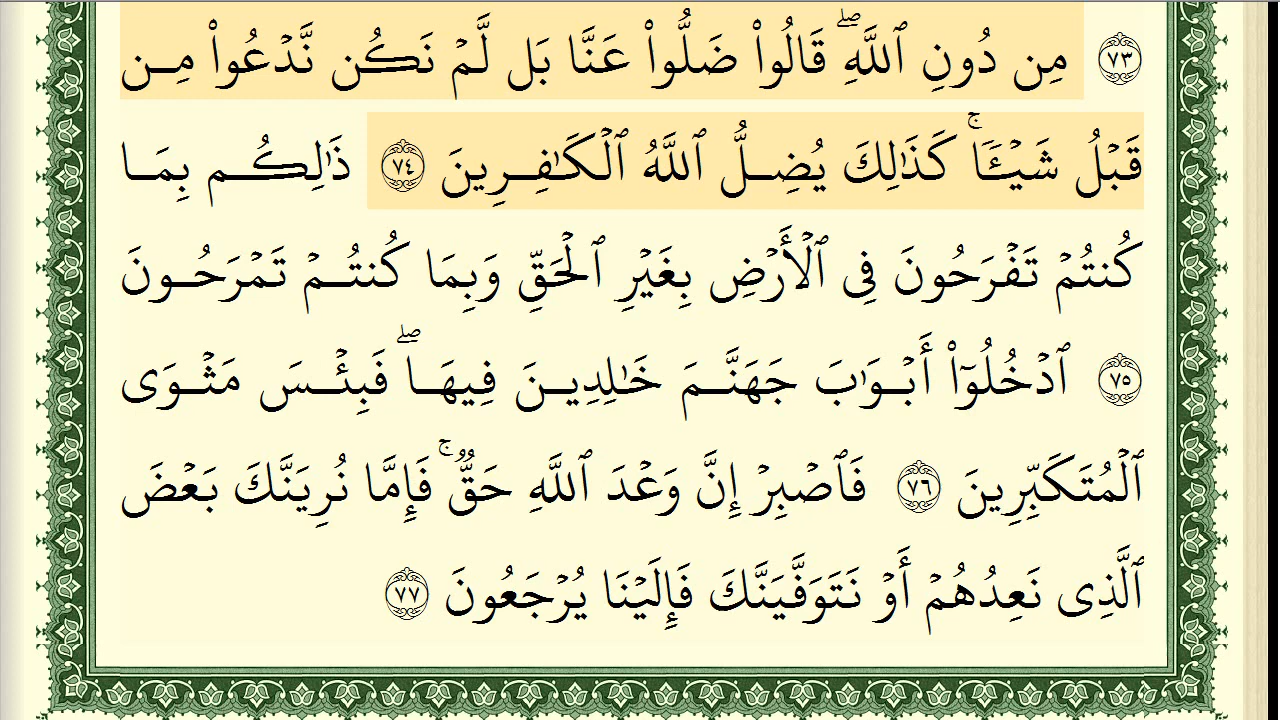 ٧٣ مِن دُونِ ٱللَّهِۖ قَالُوا۟ ضَلُّوا۟ عَنَّا بَل لَّمْ نَكُن نَّدْعُوا۟ مِن
قَبْلُ شَيْـًٔاۚ كَذَٰلِكَ يُضِلُّ ٱللَّهُ ٱلْكَـٰفِرِينَ ٧٤ ذَٰلِكُم بِمَا
كُنتُمْ تَفْرَحُونَ فِى ٱلْأَرْضِ بِغَيْرِ ٱلْحَقِّ وَبِمَا كُنتُمْ تَمْرَحُونَ
٧٥ ٱدْخُلُوٓا۟ أَبْوَٰبَ جَهَنَّمَ خَـٰلِدِينَ فِيهَاۖ فَبِئْسَ مَثْوَى
ٱلْمُتَكَبِّرِينَ ٧٦ فَٱصْبِرْ إِنَّ وَعْدَ ٱللَّهِ حَقٌّۚ فَإِمَّا نُرِيَنَّكَ بَعْضَ
ٱلَّذِى نَعِدُهُمْ أَوْ نَتَوَفَّيَنَّكَ فَإِلَيْنَا يُرْجَعُونَ ٧٧